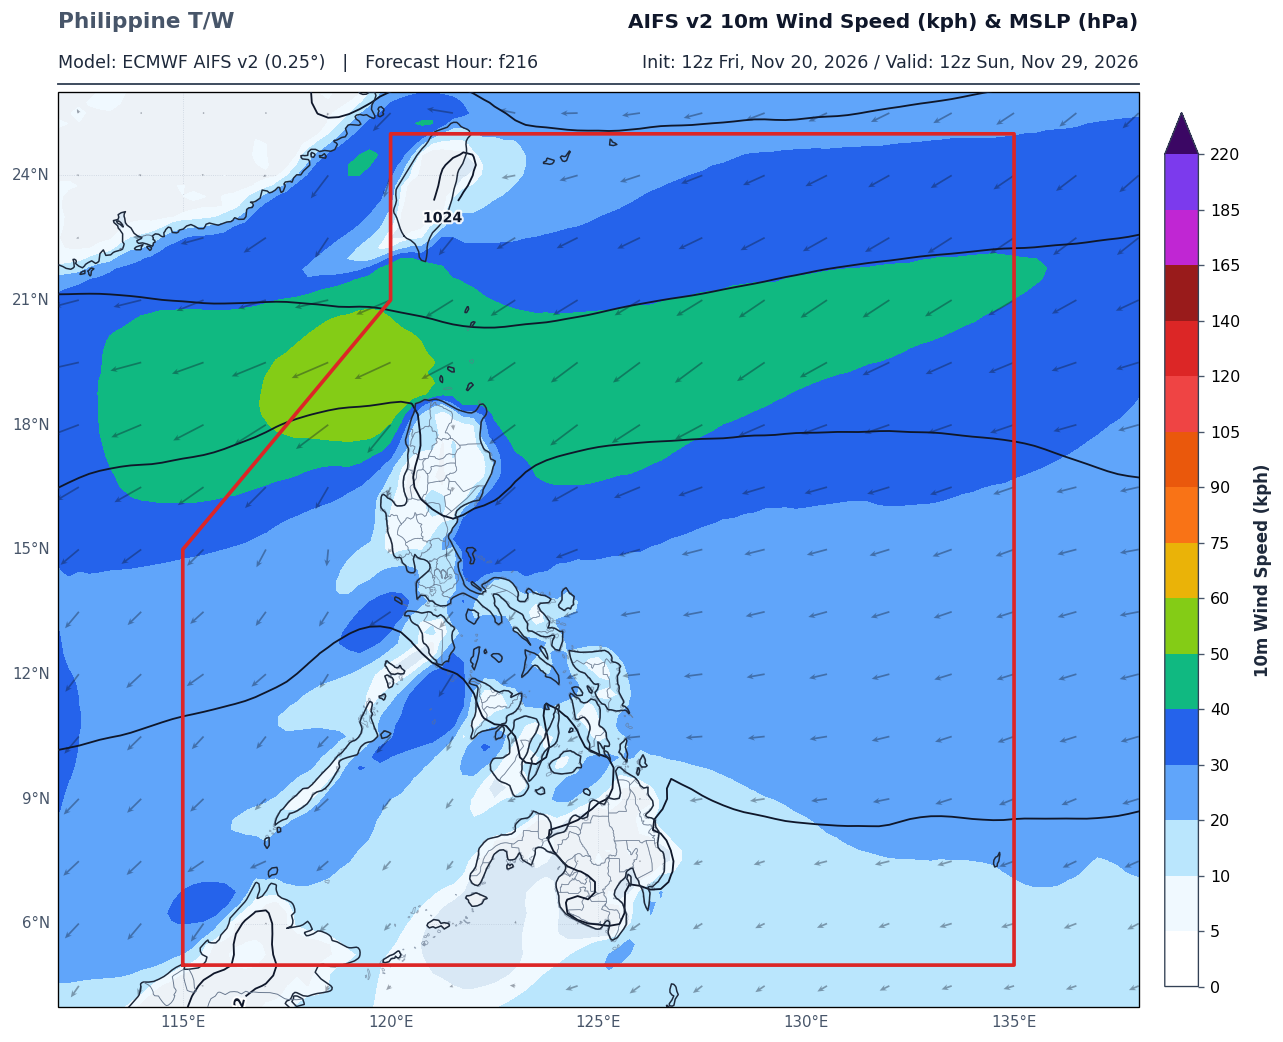 Philippine T/W
AIFS v2 10m Wind Speed (kph) & MSLP (hPa)
Model: ECMWF AIFS v2 (0.25°) | Forecast Hour: f216
Init: 12z Fri, Nov 20, 2026 / Valid: 12z Sun, Nov 29, 2026
24°N
21°N
18°N
15°N
12°N
9°N
6°N
1024
2
115°E
120°E
125°E
130°E
135°E
220
185
165
140
120
105
90
75
60
50
40
30
20
10
5
0
10m Wind Speed (kph)